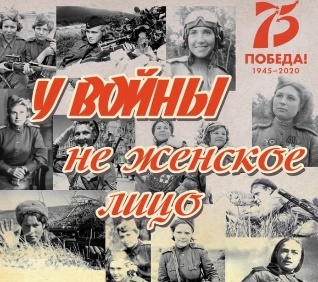 75
ПОБЕДА!
1945–2020
У ВОЙНЫ
не женское
лицо